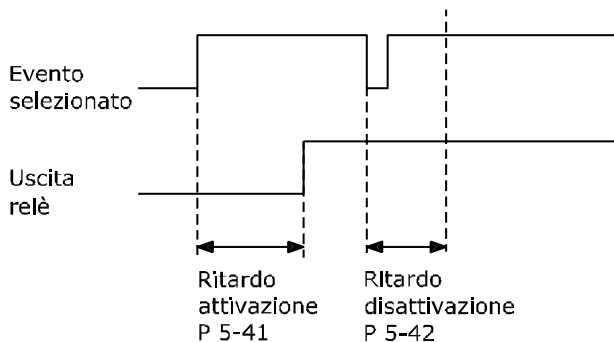 Evento
selezionato
Uscita
relè
Ritardo
attivazione
P 5-41
Ritardo
disattivazione
P 5-42